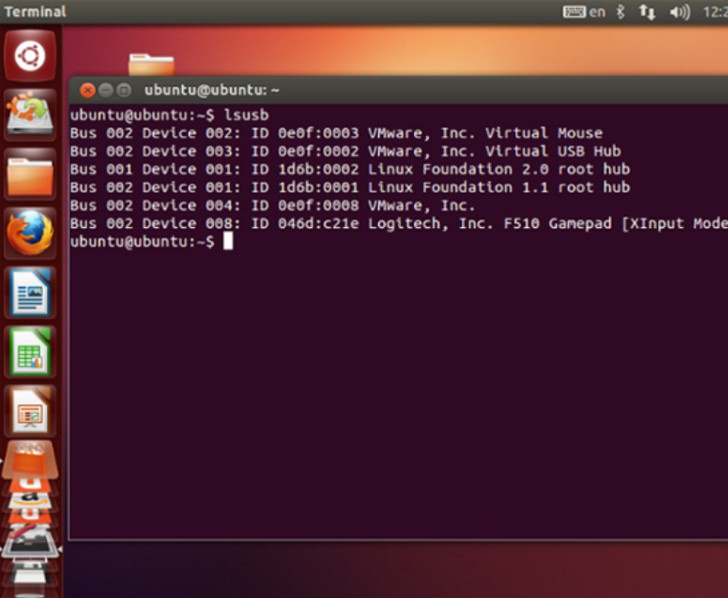 Terminal
en
12:2
ubuntu@ubuntu: ~
ubuntu@ubuntu:~$ lsusb
Bus 002 Device 002: ID 0e0f:0003 VMware, Inc. Virtual Mouse
Bus 002 Device 003: ID 0e0f:0002 VMware, Inc. Virtual USB Hub
Bus 001 Device 001: ID 1d6b:0002 Linux Foundation 2.0 root hub
Bus 002 Device 001: ID 1d6b:0001 Linux Foundation 1.1 root hub
Bus 002 Device 004: ID 0e0f:0008 VMware, Inc.
Bus 002 Device 008: ID 046d:c21e Logitech, Inc. F510 Gamepad [XInput Mode
ubuntu@ubuntu:~$